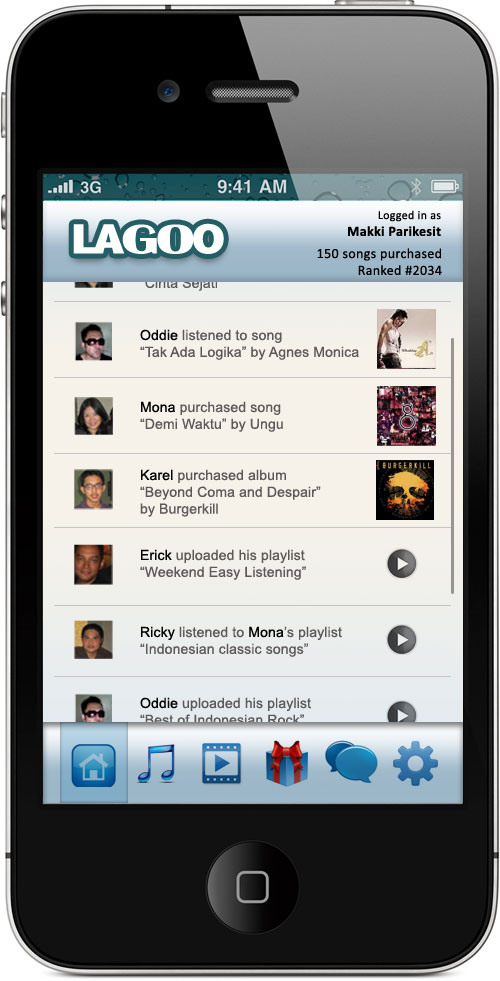 3G
9:41 AM
LAGOO
Logged in as
Makki Parikesit
150 songs purchased
Ranked #2034
“Cinta Sejati”
Oddie listened to song
“Tak Ada Logika” by Agnes Monica
Mona purchased song
“Demi Waktu” by Ungu
Karel purchased album
“Beyond Coma and Despair”
by Burgerkill
BURGERKILL
Erick uploaded his playlist
“Weekend Easy Listening”
Ricky listened to Mona’s playlist
“Indonesian classic songs”
Oddie uploaded his playlist
“Best of Indonesian Rock”